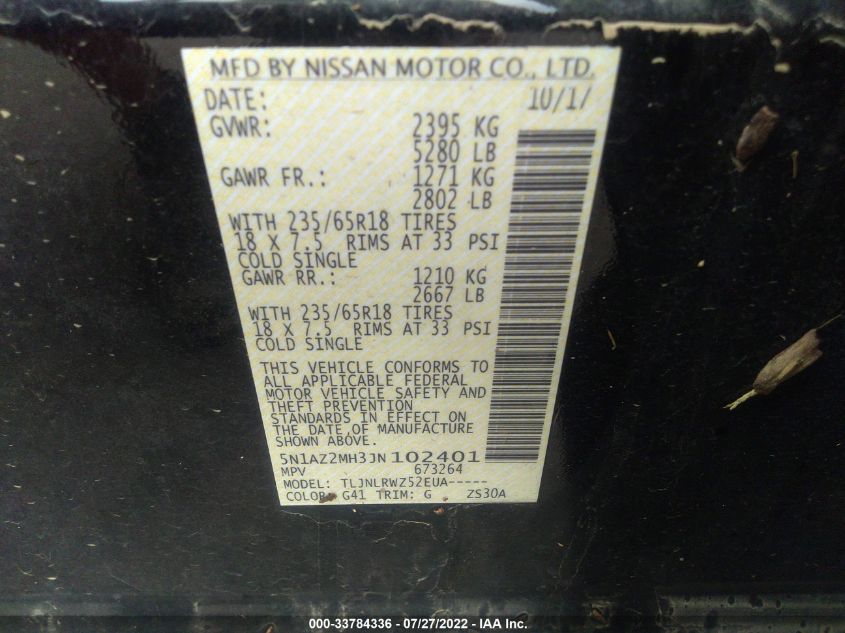 MFD BY NISSAN MOTOR CO., LTD.
DATE: 10/17
GVWR: 2395 KG
5280 LB
GAWR FR.: 1271 KG
2802 LB
WITH 235/65R18 TIRES
18 X 7.5 RIMS AT 33 PSI
COLD SINGLE
GAWR RR.: 1210 KG
2667 LB
WITH 235/65R18 TIRES
18 X 7.5 RIMS AT 33 PSI
COLD SINGLE
THIS VEHICLE CONFORMS TO
ALL APPLICABLE FEDERAL
MOTOR VEHICLE SAFETY AND
THEFT PREVENTION
STANDARDS IN EFFECT ON
THE DATE OF MANUFACTURE
SHOWN ABOVE.
5N1AZ2MH3JN102401
MPV 673264
MODEL: TLJNLRWZ52EUA-----
COLOR: G41 TRIM: G ZS30A
000-33784336 - 07/27/2022 - IAA Inc.